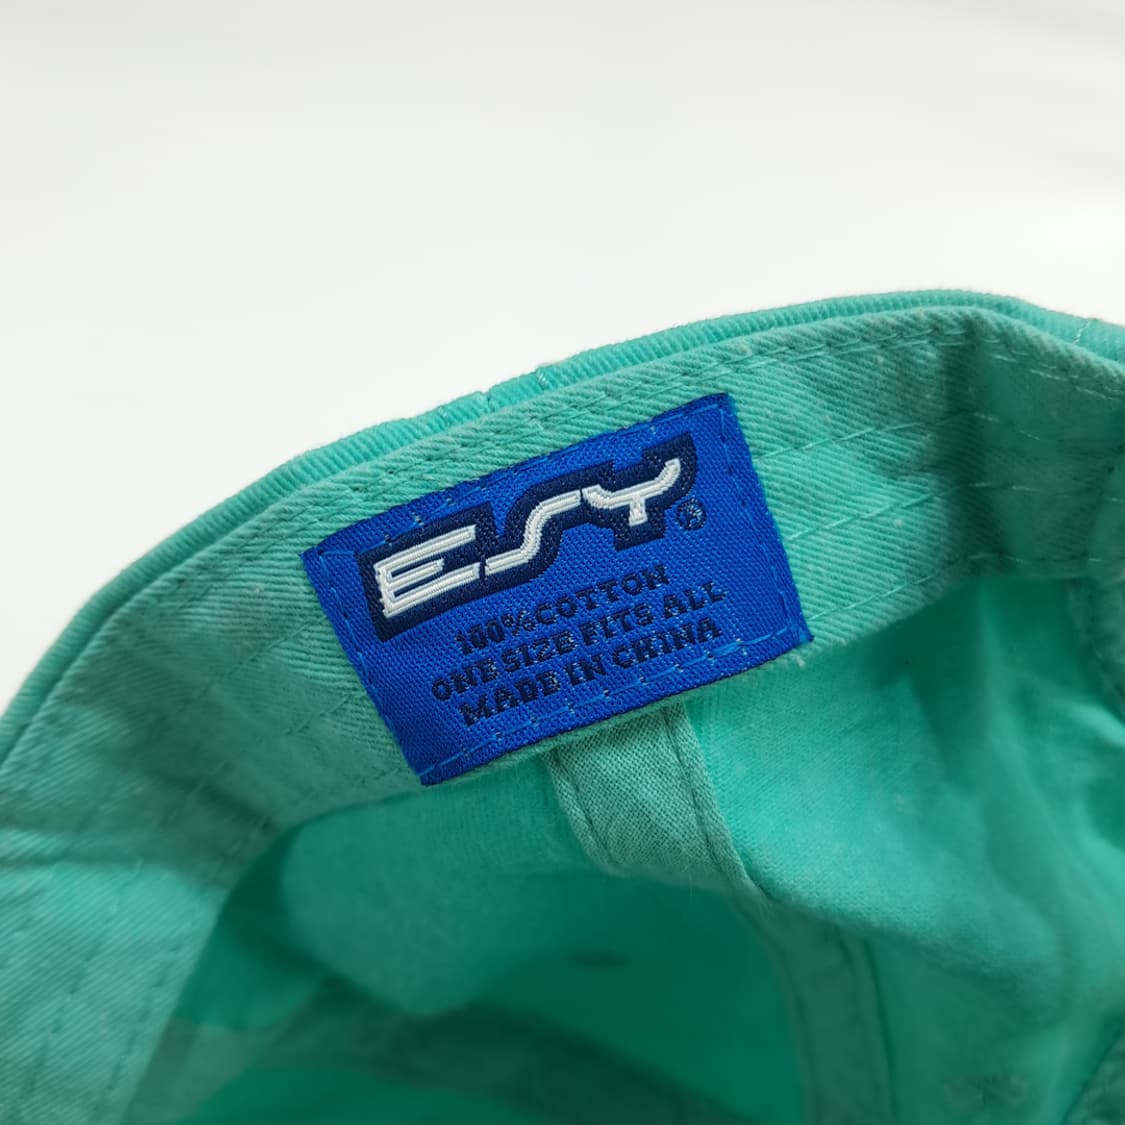 ESY®
100%COTTON
ONE SIZE FITS ALL
MADE IN CHINA